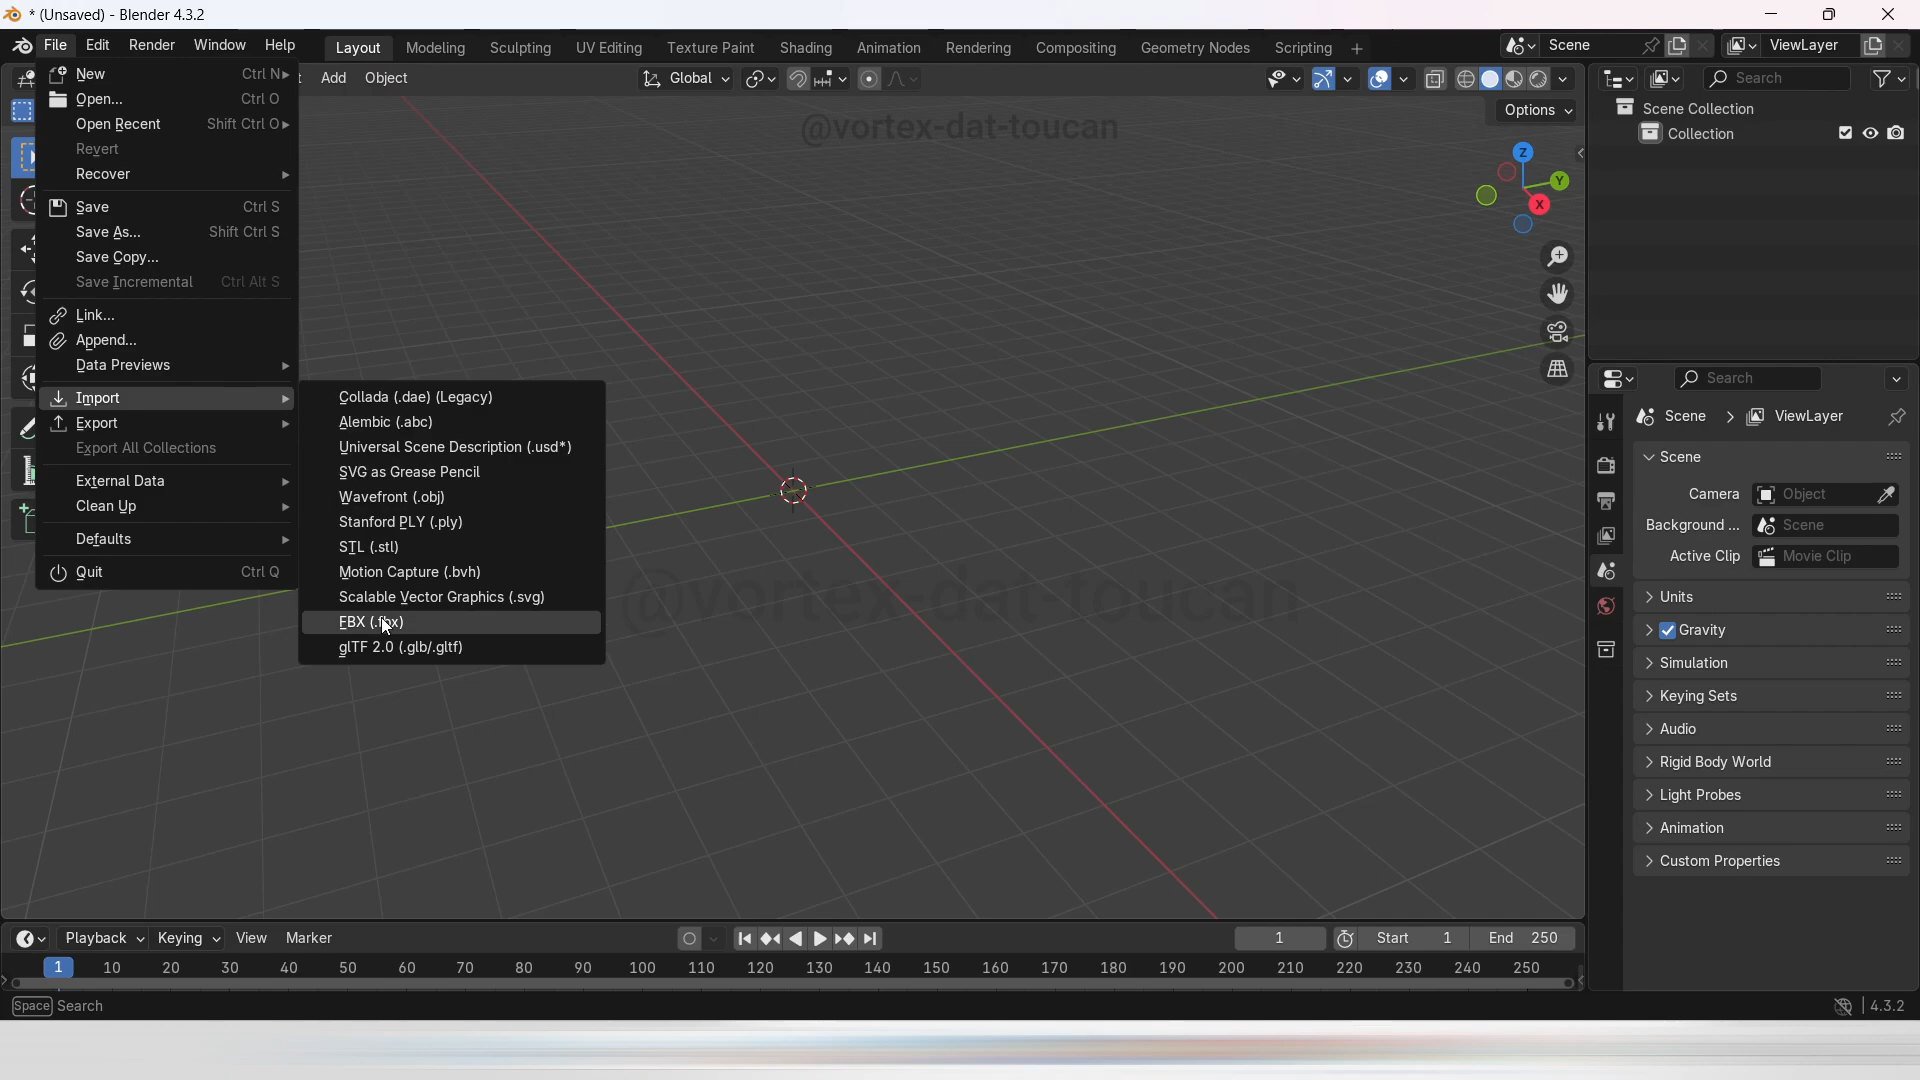 * (Unsaved) - Blender 4.3.2
File Edit Render Window Help Layout Modeling Sculpting UV Editing Texture Paint Shading Animation Rendering Compositing Geometry Nodes Scripting + Scene ViewLayer
Add Object Global Search
Options
New Ctrl N
Open... Ctrl O
Open Recent Shift Ctrl O
Revert
Recover
Save Ctrl S
Save As... Shift Ctrl S
Save Copy...
Save Incremental Ctrl Alt S
Link...
Append...
Data Previews
Import
Export
Export All Collections
External Data
Clean Up
Defaults
Quit Ctrl Q
Collada (.dae) (Legacy)
Alembic (.abc)
Universal Scene Description (.usd*)
SVG as Grease Pencil
Wavefront (.obj)
Stanford PLY (.ply)
STL (.stl)
Motion Capture (.bvh)
Scalable Vector Graphics (.svg)
FBX (.fbx)
glTF 2.0 (.glb/.gltf)
@vortex-dat-toucan
@vortex-dat-toucan
Z
Y
X
Scene Collection
Collection
Search
Scene ViewLayer
Scene
Camera Object
Background ... Scene
Active Clip Movie Clip
Units
Gravity
Simulation
Keying Sets
Audio
Rigid Body World
Light Probes
Animation
Custom Properties
Playback Keying View Marker 1 Start 1 End 250
1 10 20 30 40 50 60 70 80 90 100 110 120 130 140 150 160 170 180 190 200 210 220 230 240 250
Space Search 4.3.2